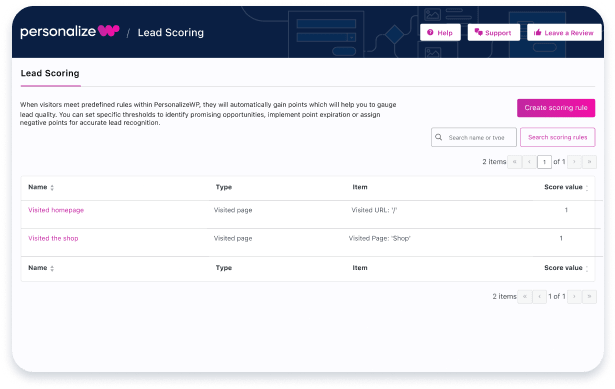 personalize
/ Lead Scoring
Help
Support
Leave a Review
Lead Scoring
When visitors meet predefined rules within PersonalizeWP, they will automatically gain points which will help you to gauge
lead quality. You can set specific thresholds to identify promising opportunities, implement point expiration or assign
negative points for accurate lead recognition.
Create scoring rule
Search name or type
Search scoring rules
2 items « ‹ 1 of 1 › »
Name Type Item Score value
Visited homepage Visited page Visited URL: '/' 1
Visited the shop Visited page Visited Page: 'Shop' 1
Name Type Item Score value
2 items « ‹ 1 of 1 › »